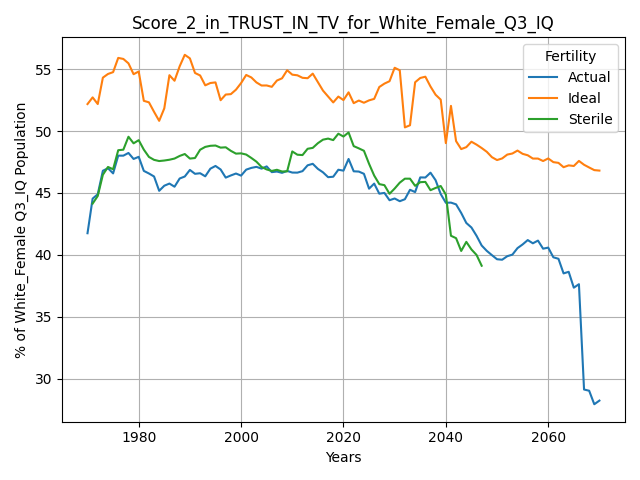 Score_2_in_TRUST_IN_TV_for_White_Female_Q3_IQ
Fertility
Actual
Ideal
Sterile
% of White_Female Q3_IQ Population
55
50
45
40
35
30
1980
2000
2020
2040
2060
Years